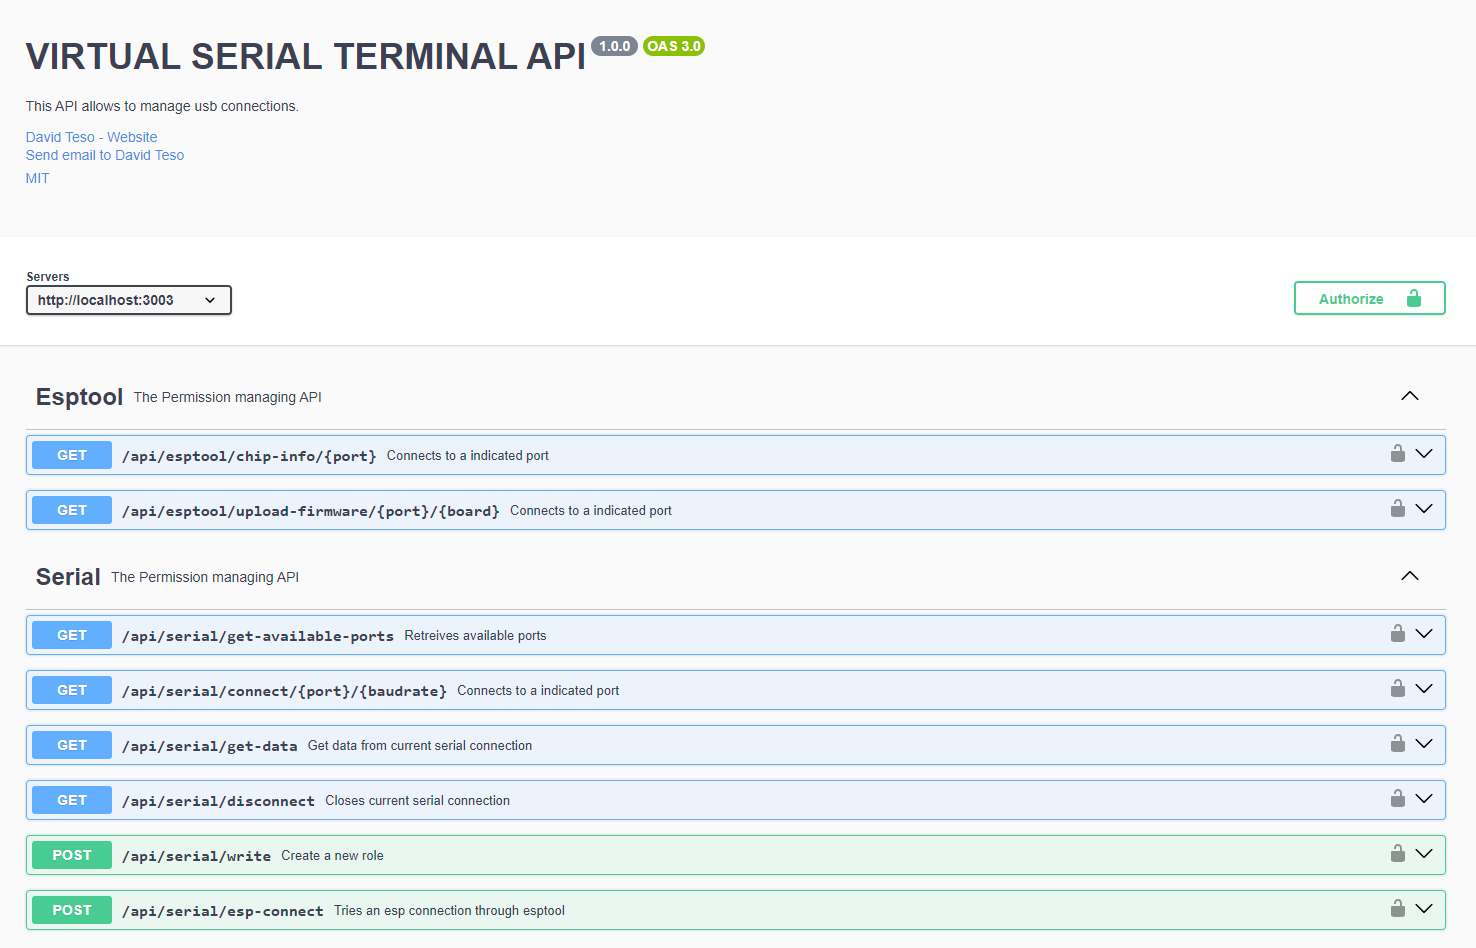 VIRTUAL SERIAL TERMINAL API 1.0.0 OAS 3.0
This API allows to manage usb connections.
David Teso - Website
Send email to David Teso
MIT
Servers
http://localhost:3003
Authorize
Esptool The Permission managing API
GET /api/esptool/chip-info/{port} Connects to a indicated port
GET /api/esptool/upload-firmware/{port}/{board} Connects to a indicated port
Serial The Permission managing API
GET /api/serial/get-available-ports Retreives available ports
GET /api/serial/connect/{port}/{baudrate} Connects to a indicated port
GET /api/serial/get-data Get data from current serial connection
GET /api/serial/disconnect Closes current serial connection
POST /api/serial/write Create a new role
POST /api/serial/esp-connect Tries an esp connection through esptool